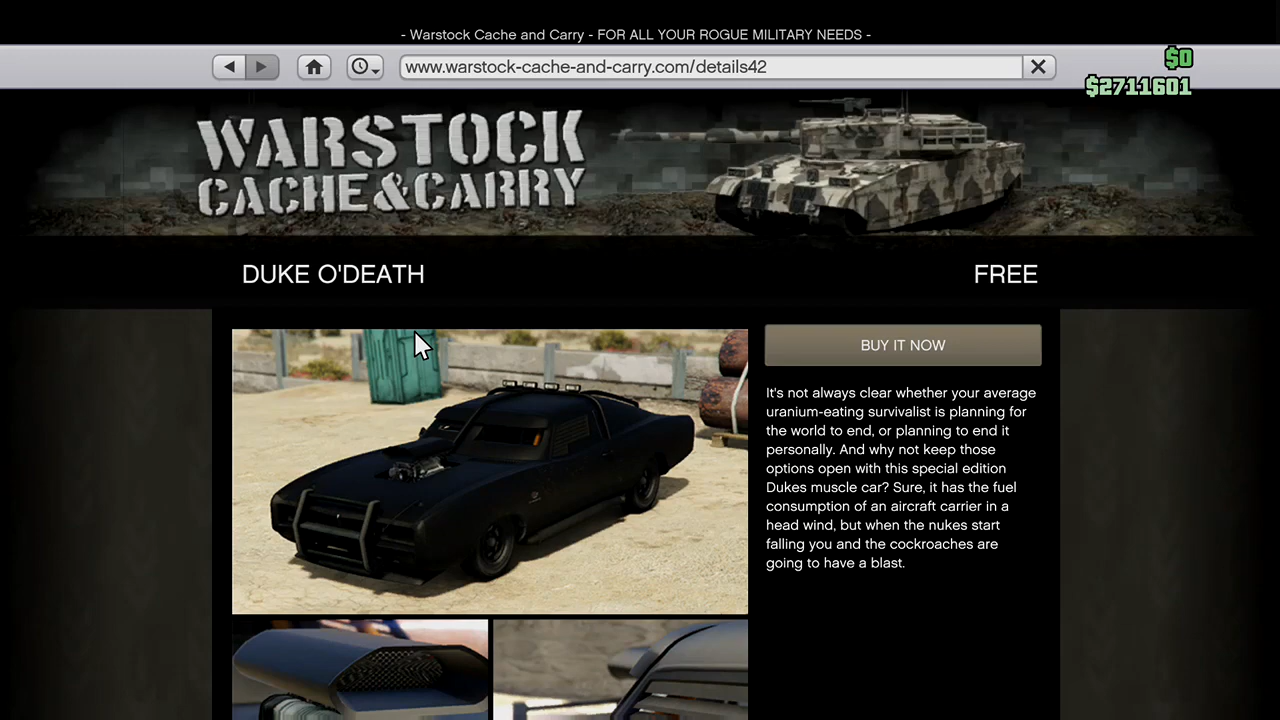 - Warstock Cache and Carry - FOR ALL YOUR ROGUE MILITARY NEEDS -
www.warstock-cache-and-carry.com/details42
$0
$2711601
WARSTOCK
CACHE&CARRY
DUKE O'DEATH
FREE
BUY IT NOW
It's not always clear whether your average
uranium-eating survivalist is planning for
the world to end, or planning to end it
personally. And why not keep those
options open with this special edition
Dukes muscle car? Sure, it has the fuel
consumption of an aircraft carrier in a
head wind, but when the nukes start
falling you and the cockroaches are
going to have a blast.